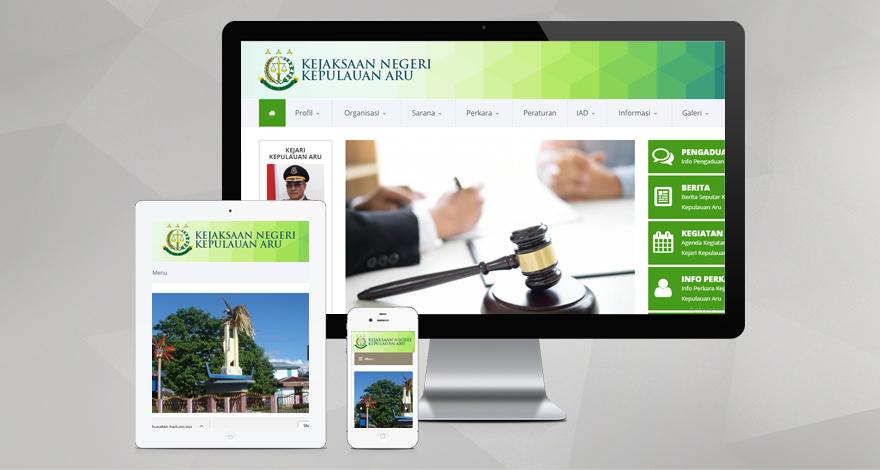 KEJAKSAAN NEGERI
KEPULAUAN ARU
Profil
Organisasi
Sarana
Perkara
Peraturan
IAD
Informasi
Galeri
KEJARI
KEPULAUAN ARU
PENGADUA
Info Pengaduan
BERITA
Berita Seputar K
Kepulauan Aru
KEGIATAN
Agenda Kegiata
Kejari Kepulauan
INFO PERK
Info Perkara Kej
Kepulauan Aru
KEJAKSAAN NEGERI
KEPULAUAN ARU
Menu
KEJAKSAAN NEGERI
KEPULAUAN ARU
Menu